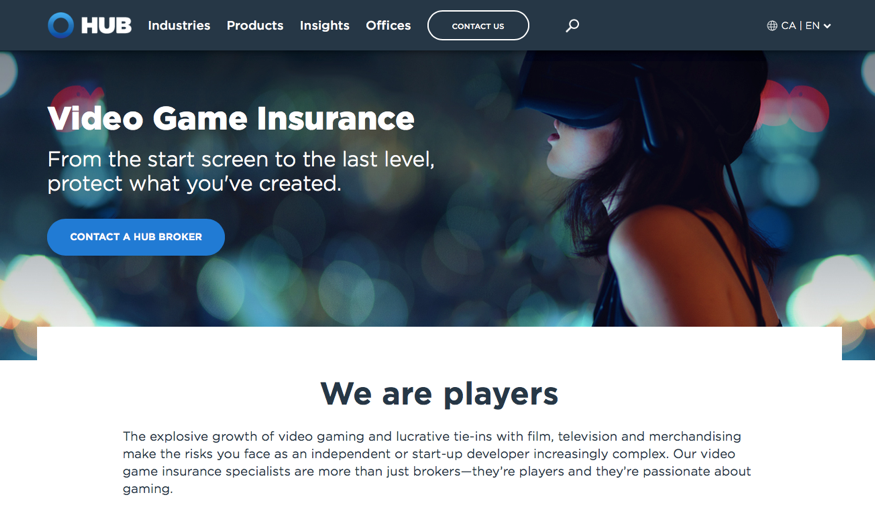 HUB
Industries
Products
Insights
Offices
CONTACT US
CA | EN
Video Game Insurance
From the start screen to the last level,
protect what you've created.
CONTACT A HUB BROKER
We are players
The explosive growth of video gaming and lucrative tie-ins with film, television and merchandising
make the risks you face as an independent or start-up developer increasingly complex. Our video
game insurance specialists are more than just brokers—they're players and they're passionate about
gaming.